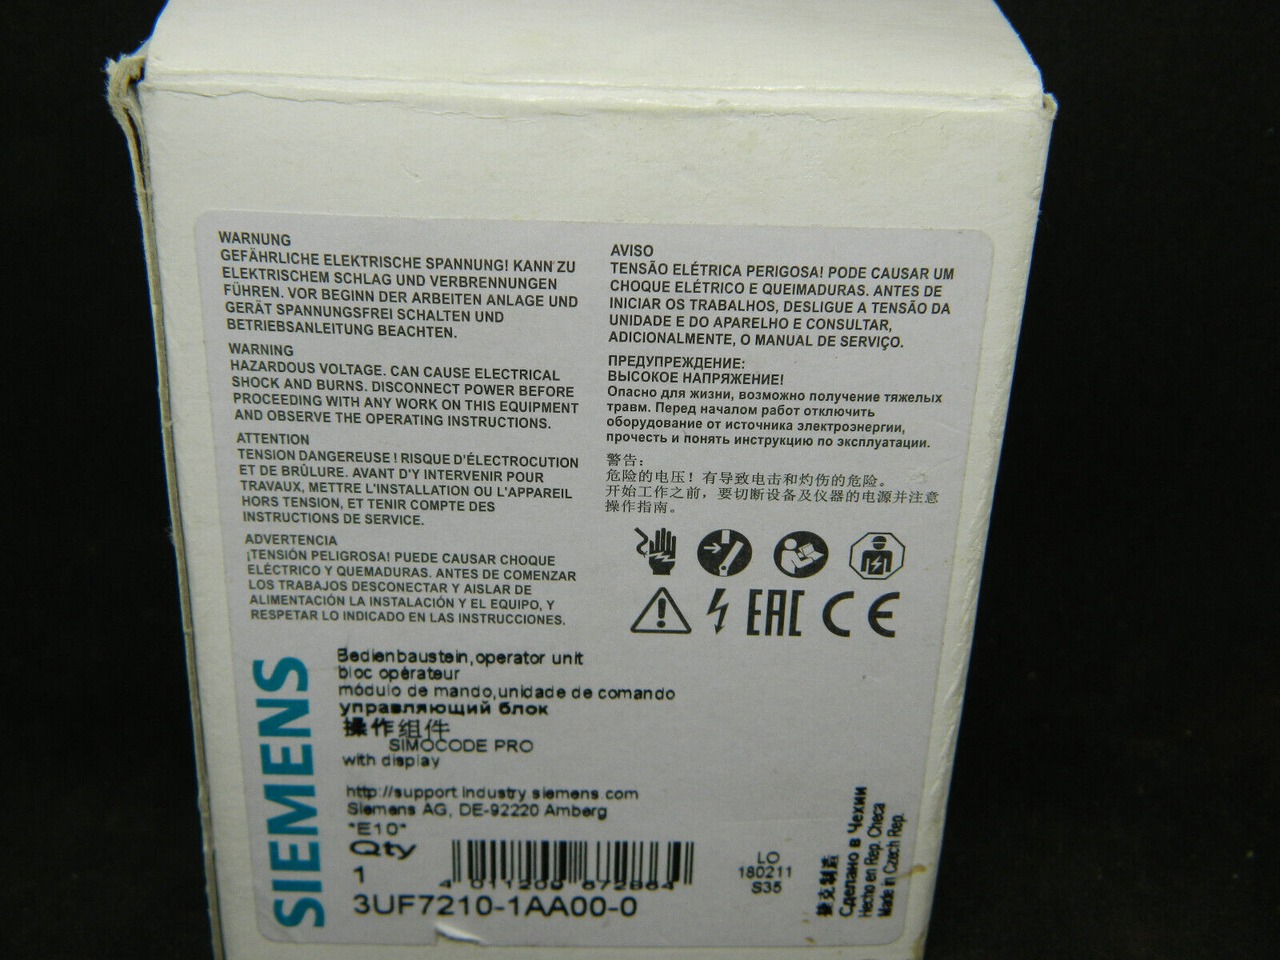 WARNUNG
GEFÄHRLICHE ELEKTRISCHE SPANNUNG! KANN ZU
ELEKTRISCHEM SCHLAG UND VERBRENNUNGEN
FÜHREN. VOR BEGINN DER ARBEITEN ANLAGE UND
GERÄT SPANNUNGSFREI SCHALTEN UND
BETRIEBSANLEITUNG BEACHTEN.
WARNING
HAZARDOUS VOLTAGE. CAN CAUSE ELECTRICAL
SHOCK AND BURNS. DISCONNECT POWER BEFORE
PROCEEDING WITH ANY WORK ON THIS EQUIPMENT
AND OBSERVE THE OPERATING INSTRUCTIONS.
ATTENTION
TENSION DANGEREUSE ! RISQUE D'ÉLECTROCUTION
ET DE BRÛLURE. AVANT D'Y INTERVENIR POUR
TRAVAUX, METTRE L'INSTALLATION OU L'APPAREIL
HORS TENSION, ET TENIR COMPTE DES
INSTRUCTIONS DE SERVICE.
ADVERTENCIA
¡TENSIÓN PELIGROSA! PUEDE CAUSAR CHOQUE
ELÉCTRICO Y QUEMADURAS. ANTES DE COMENZAR
LOS TRABAJOS DESCONECTAR Y AISLAR DE
ALIMENTACIÓN LA INSTALACIÓN Y EL EQUIPO, Y
RESPETAR LO INDICADO EN LAS INSTRUCCIONES.
AVISO
TENSÃO ELÉTRICA PERIGOSA! PODE CAUSAR UM
CHOQUE ELÉTRICO E QUEIMADURAS. ANTES DE
INICIAR OS TRABALHOS, DESLIGUE A TENSÃO DA
UNIDADE E DO APARELHO E CONSULTAR,
ADICIONALMENTE, O MANUAL DE SERVIÇO.
ПРЕДУПРЕЖДЕНИЕ:
ВЫСОКОЕ НАПРЯЖЕНИЕ!
Опасно для жизни, возможно получение тяжелых
травм. Перед началом работ отключить
оборудование от источника электроэнергии,
прочесть и понять инструкцию по эксплуатации.
警告：
危险的电压！有导致电击和灼伤的危险。
开始工作之前，要切断设备及仪器的电源并注意
操作指南。
EAC CE
SIEMENS
Bedienbaustein,operator unit
bloc opérateur
módulo de mando,unidade de comando
управляющий блок
操作组件
SIMOCODE PRO
with display
http://support industry siemens.com
Siemens AG, DE-92220 Amberg
"E10"
Qty
1
4 011209 672864
3UF7210-1AA00-0
LO
180211
S35
捷克制造
Сделано в Чехии
Hecho en Rep. Checa
Made in Czech Rep.